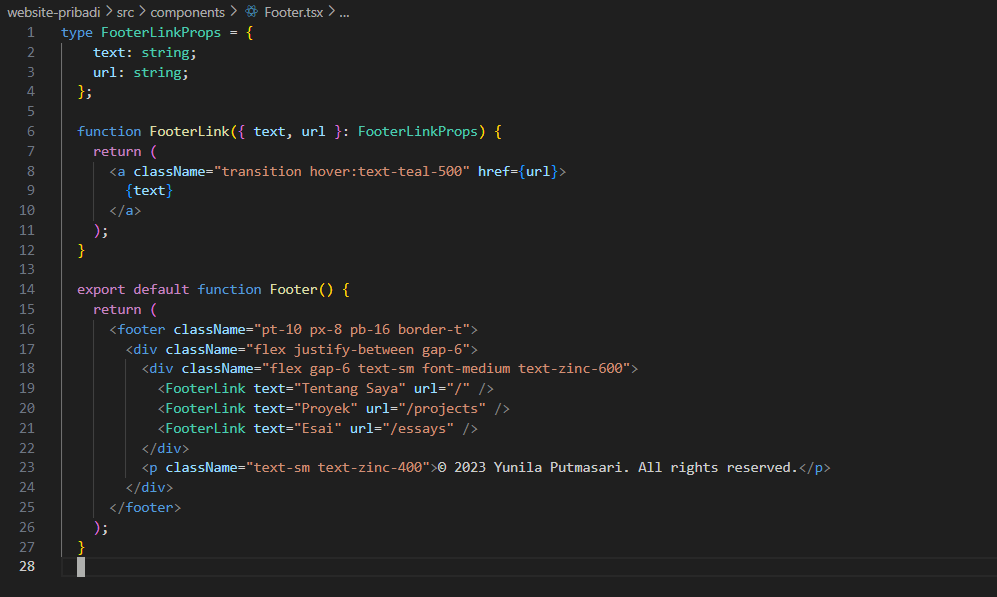 website-pribadi > src > components > Footer.tsx > ...
1 type FooterLinkProps = {
2 text: string;
3 url: string;
4 };
5
6 function FooterLink({ text, url }: FooterLinkProps) {
7 return (
8 <a className="transition hover:text-teal-500" href={url}>
9 {text}
10 </a>
11 );
12 }
13
14 export default function Footer() {
15 return (
16 <footer className="pt-10 px-8 pb-16 border-t">
17 <div className="flex justify-between gap-6">
18 <div className="flex gap-6 text-sm font-medium text-zinc-600">
19 <FooterLink text="Tentang Saya" url="/" />
20 <FooterLink text="Proyek" url="/projects" />
21 <FooterLink text="Esai" url="/essays" />
22 </div>
23 <p className="text-sm text-zinc-400">© 2023 Yunila Putmasari. All rights reserved.</p>
24 </div>
25 </footer>
26 );
27 }
28